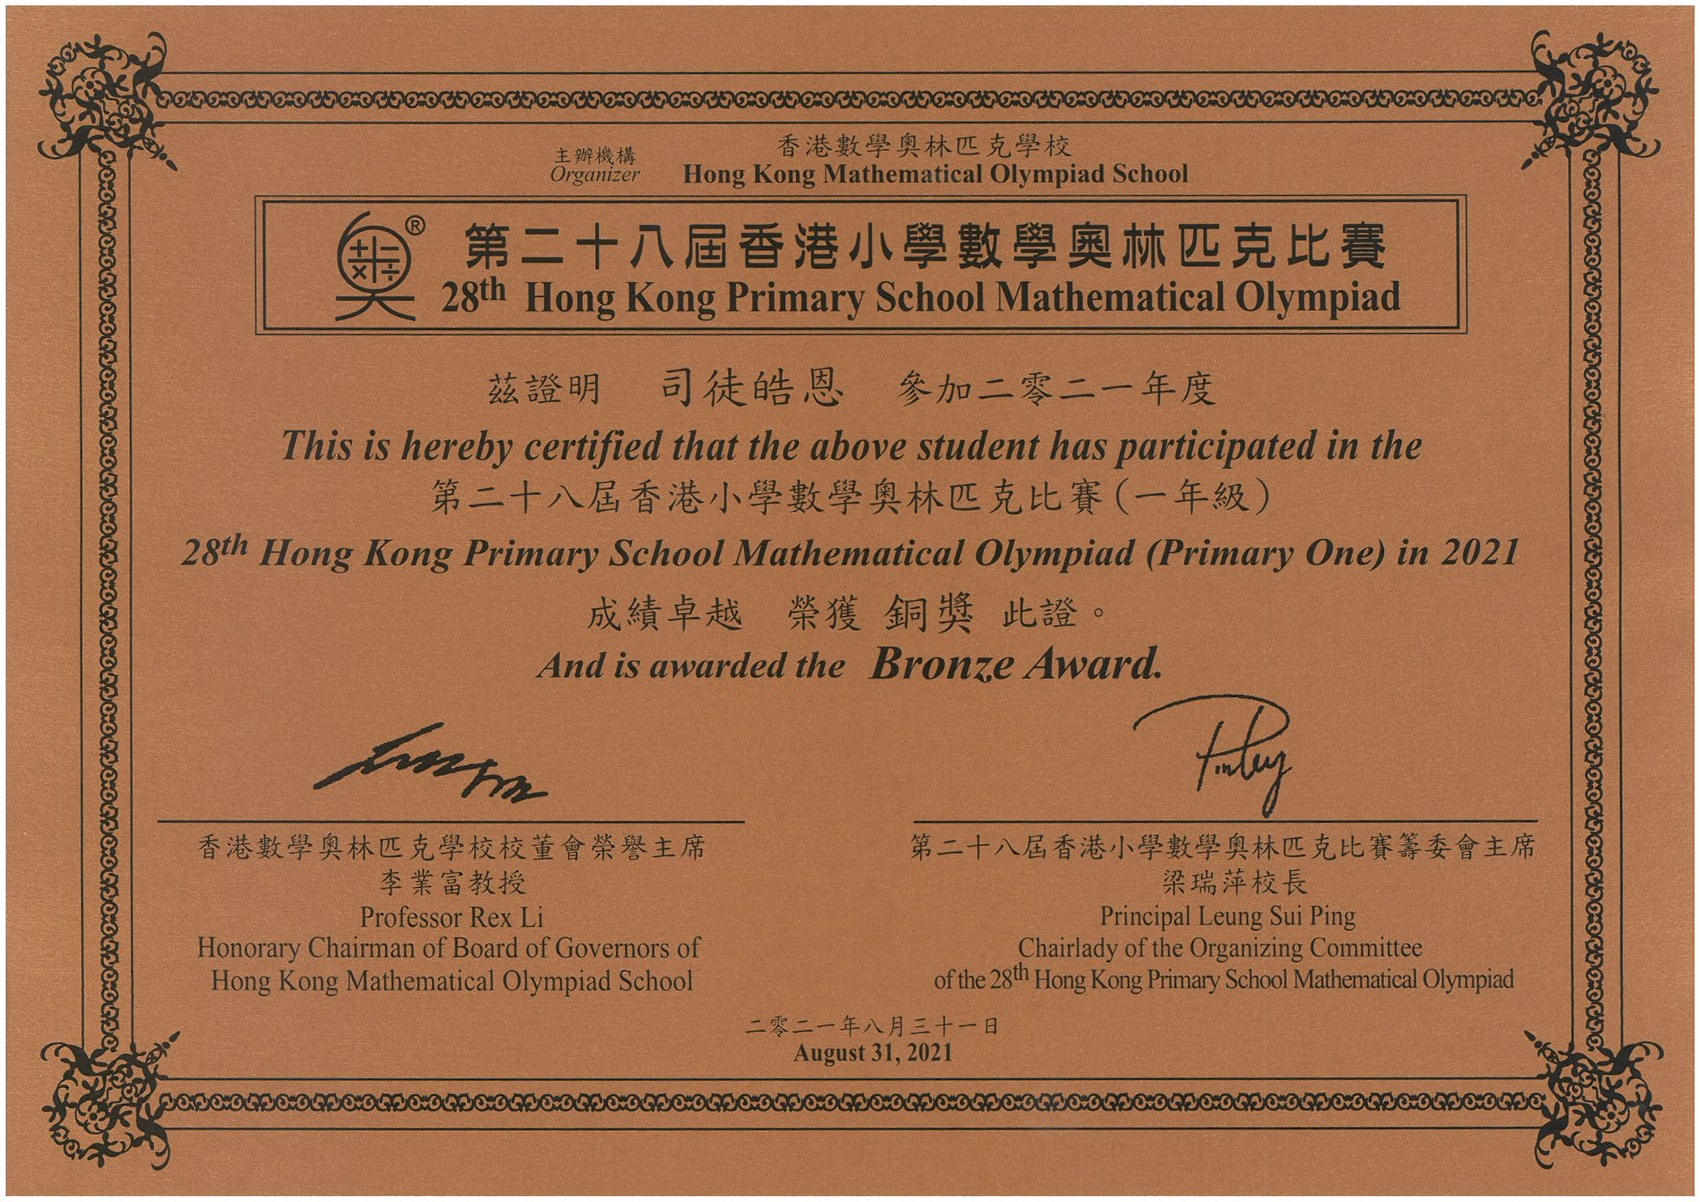 主辦機構
Organizer
香港數學奧林匹克學校
Hong Kong Mathematical Olympiad School
®
第二十八屆香港小學數學奧林匹克比賽
28th Hong Kong Primary School Mathematical Olympiad
茲證明 司徒皓恩 參加二零二一年度
This is hereby certified that the above student has participated in the
第二十八屆香港小學數學奧林匹克比賽(一年級)
28th Hong Kong Primary School Mathematical Olympiad (Primary One) in 2021
成績卓越 榮獲 銅獎 此證。
And is awarded the Bronze Award.
香港數學奧林匹克學校校董會榮譽主席
李業富教授
Professor Rex Li
Honorary Chairman of Board of Governors of
Hong Kong Mathematical Olympiad School
第二十八屆香港小學數學奧林匹克比賽籌委會主席
梁瑞萍校長
Principal Leung Sui Ping
Chairlady of the Organizing Committee
of the 28th Hong Kong Primary School Mathematical Olympiad
二零二一年八月三十一日
August 31, 2021